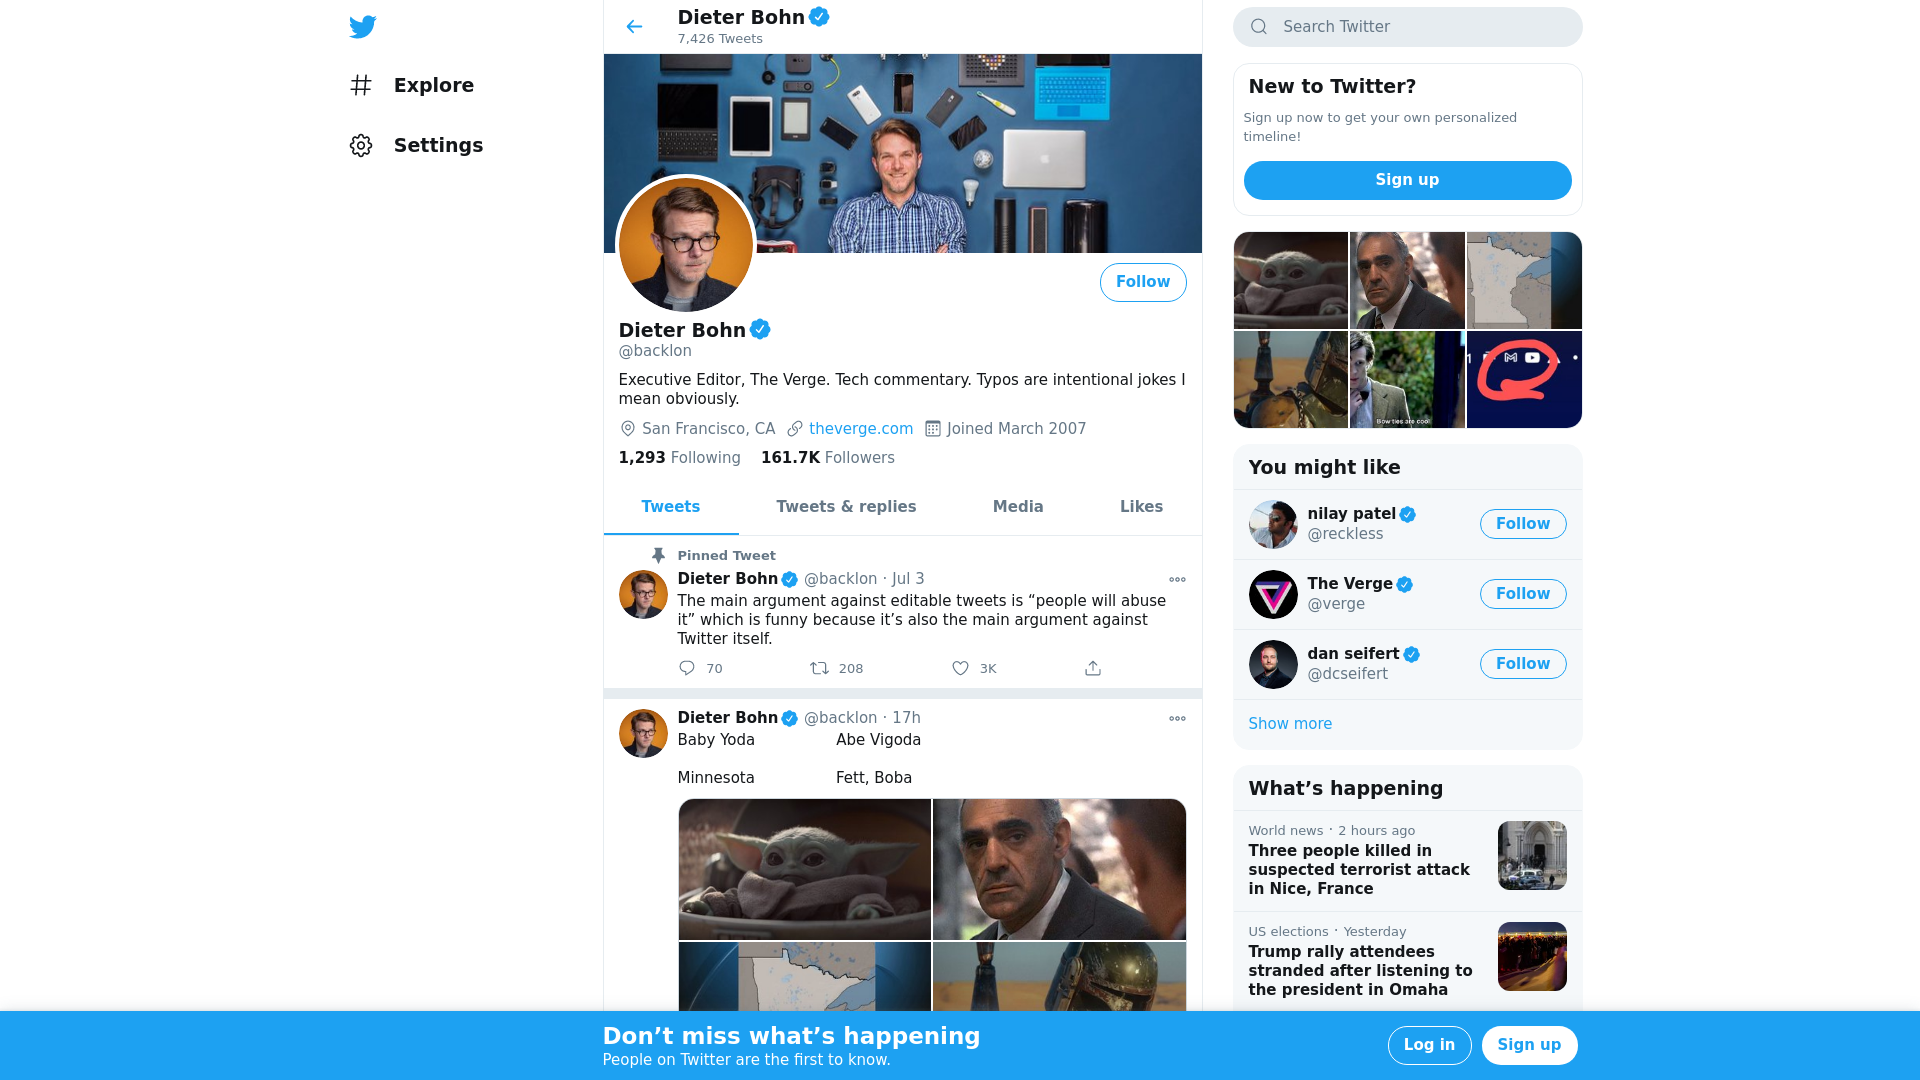 Explore
Settings
Dieter Bohn
7,426 Tweets
Follow
Dieter Bohn
@backlon
Executive Editor, The Verge. Tech commentary. Typos are intentional jokes I
mean obviously.
San Francisco, CA theverge.com Joined March 2007
1,293 Following 161.7K Followers
Tweets Tweets & replies Media Likes
Pinned Tweet
Dieter Bohn @backlon · Jul 3
The main argument against editable tweets is “people will abuse
it” which is funny because it’s also the main argument against
Twitter itself.
70 208 3K
Dieter Bohn @backlon · 17h
Baby Yoda Abe Vigoda
Minnesota Fett, Boba
Search Twitter
New to Twitter?
Sign up now to get your own personalized
timeline!
Sign up
Bow ties are cool
You might like
nilay patel
@reckless
Follow
The Verge
@verge
Follow
dan seifert
@dcseifert
Follow
Show more
What’s happening
World news · 2 hours ago
Three people killed in
suspected terrorist attack
in Nice, France
US elections · Yesterday
Trump rally attendees
stranded after listening to
the president in Omaha
Don’t miss what’s happening
People on Twitter are the first to know.
Log in Sign up